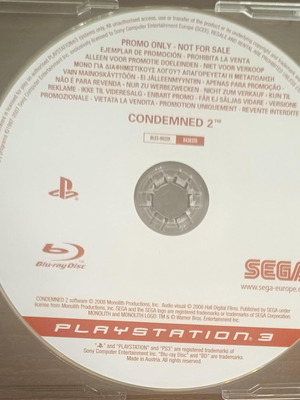 PROMO ONLY - NOT FOR SALE
EJEMPLAR DE PROMOCIÓN - PROHIBITA LA VENTA
ALLEEN VOOR PROMOTIE DOELEINDEN - NIET VOOR VERKOOP
ΜΟΝΟ ΓΙΑ ΔΙΑΦΗΜΙΣΤΙΚΟΥΣ ΛΟΓΟΥΣ - ΑΠΑΓΟΡΕΥΕΤΑΙ Η ΜΕΤΑΠΩΛΗΣΗ
VAIN MAINOSKÄYTTÖÖN - EI JÄLLEENMYYNTIIN - APENAS PARA PROMOÇÃO -
NÃO É PARA REVENDA - NUR ZU WERBEZWECKEN - NICHT ZUM VERKAUF - KUN TIL
REKLAME - IKKE TIL VIDERESALG - ENBART PROMO - FÅR EJ SÄLJAS VIDARE - VERSIONE
PROMOZIONALE - VIETATA LA VENDITA - PROMOTION UNIQUEMENT - REVENTE INTERDITE
CONDEMNED 2™
Blu-ray Disc
SEGA
www.sega-europe.c
CONDEMNED 2 software © 2008 Monolith Productions, Inc. Audio visual © 2008 Holl Digital Films. Published by SEGA under
license from Monolith Productions, Inc. SEGA and the SEGA logo are registered trademarks or trademarks of SEGA Corporation.
MONOLITH and MONOLITH LOGO: TM & © Warner Bros. Entertainment Inc.
PLAYSTATION 3
" " and "PLAYSTATION" and "PS3" are registered trademarks of
Sony Computer Entertainment Inc. "Blu-ray Disc" and "BD" are trademarks.
Made in Austria. All rights reserved.